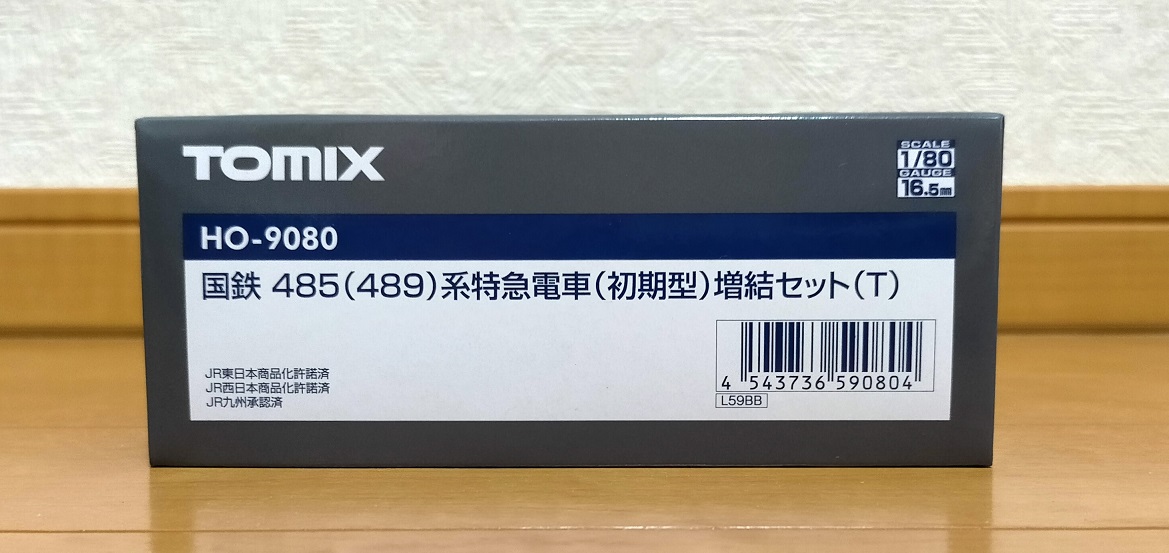 TOMIX
SCALE
1/80
GAUGE
16.5mm
HO-9080
国鉄 485(489)系特急電車(初期型)増結セット(T)
JR東日本商品化許諾済
JR西日本商品化許諾済
JR九州承認済
4 543736 590804
L59BB